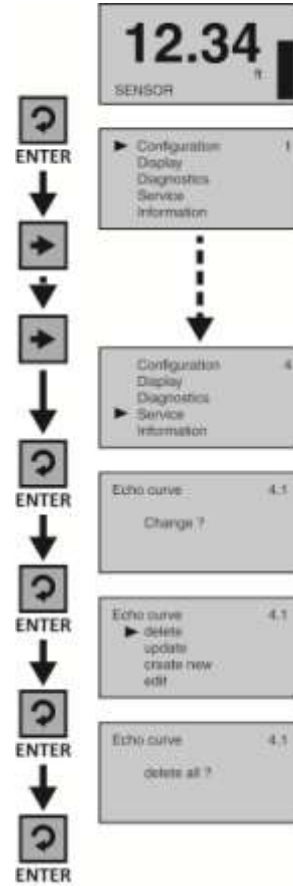 12.34
ft
SENSOR
ENTER
Configuration 1
Display
Diagnostics
Service
Information
Configuration 4
Display
Diagnostics
Service
Information
ENTER
Echo curve 4.1
Change ?
ENTER
Echo curve 4.1
delete
update
create new
edit
ENTER
Echo curve 4.1
delete all ?
ENTER